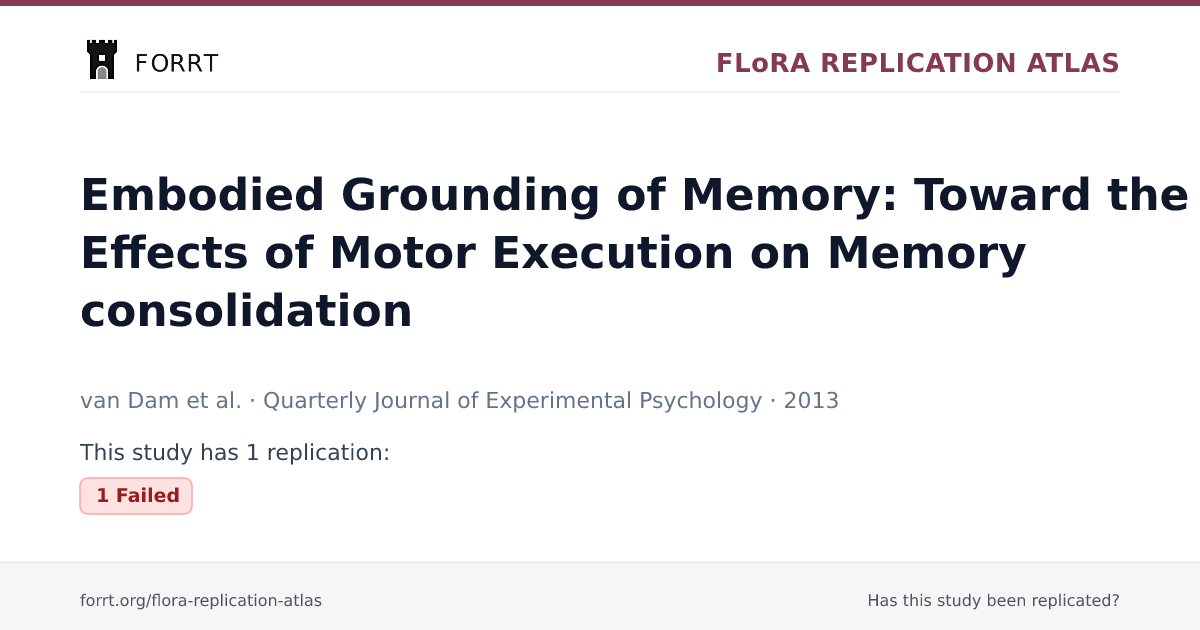 FORRT
FLoRA REPLICATION ATLAS
Embodied Grounding of Memory: Toward the
Effects of Motor Execution on Memory
consolidation
van Dam et al. · Quarterly Journal of Experimental Psychology · 2013
This study has 1 replication:
1 Failed
forrt.org/flora-replication-atlas
Has this study been replicated?